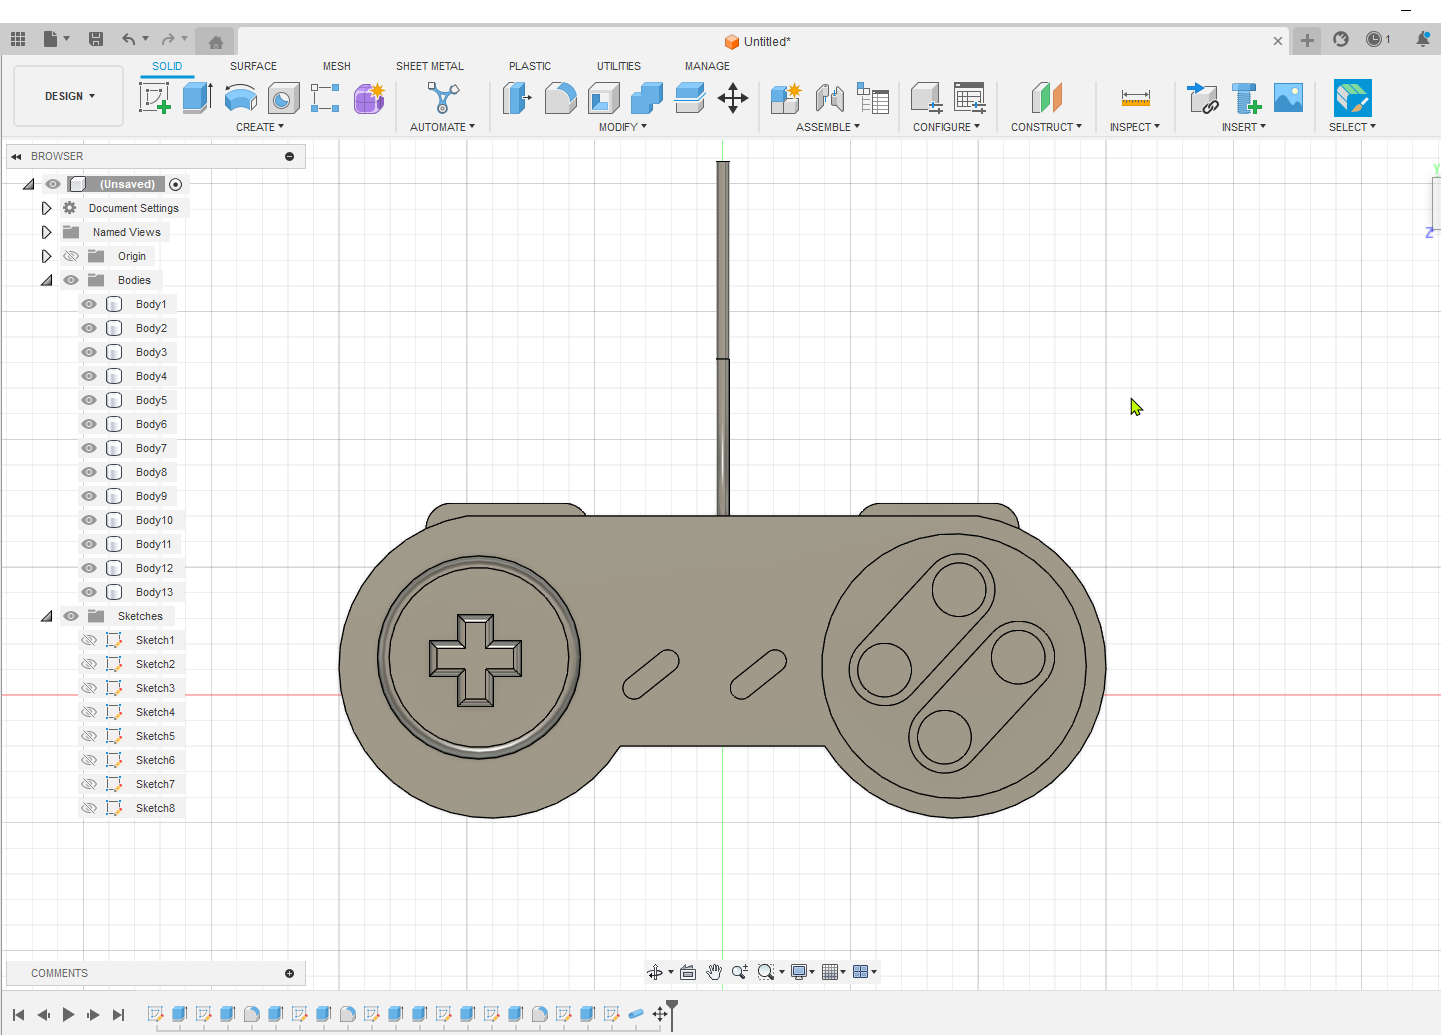 Untitled*
1
DESIGN
SOLID
SURFACE
MESH
SHEET METAL
PLASTIC
UTILITIES
MANAGE
CREATE
AUTOMATE
MODIFY
ASSEMBLE
CONFIGURE
CONSTRUCT
INSPECT
INSERT
SELECT
BROWSER
(Unsaved)
Document Settings
Named Views
Origin
Bodies
Body1
Body2
Body3
Body4
Body5
Body6
Body7
Body8
Body9
Body10
Body11
Body12
Body13
Sketches
Sketch1
Sketch2
Sketch3
Sketch4
Sketch5
Sketch6
Sketch7
Sketch8
Y
Z
COMMENTS